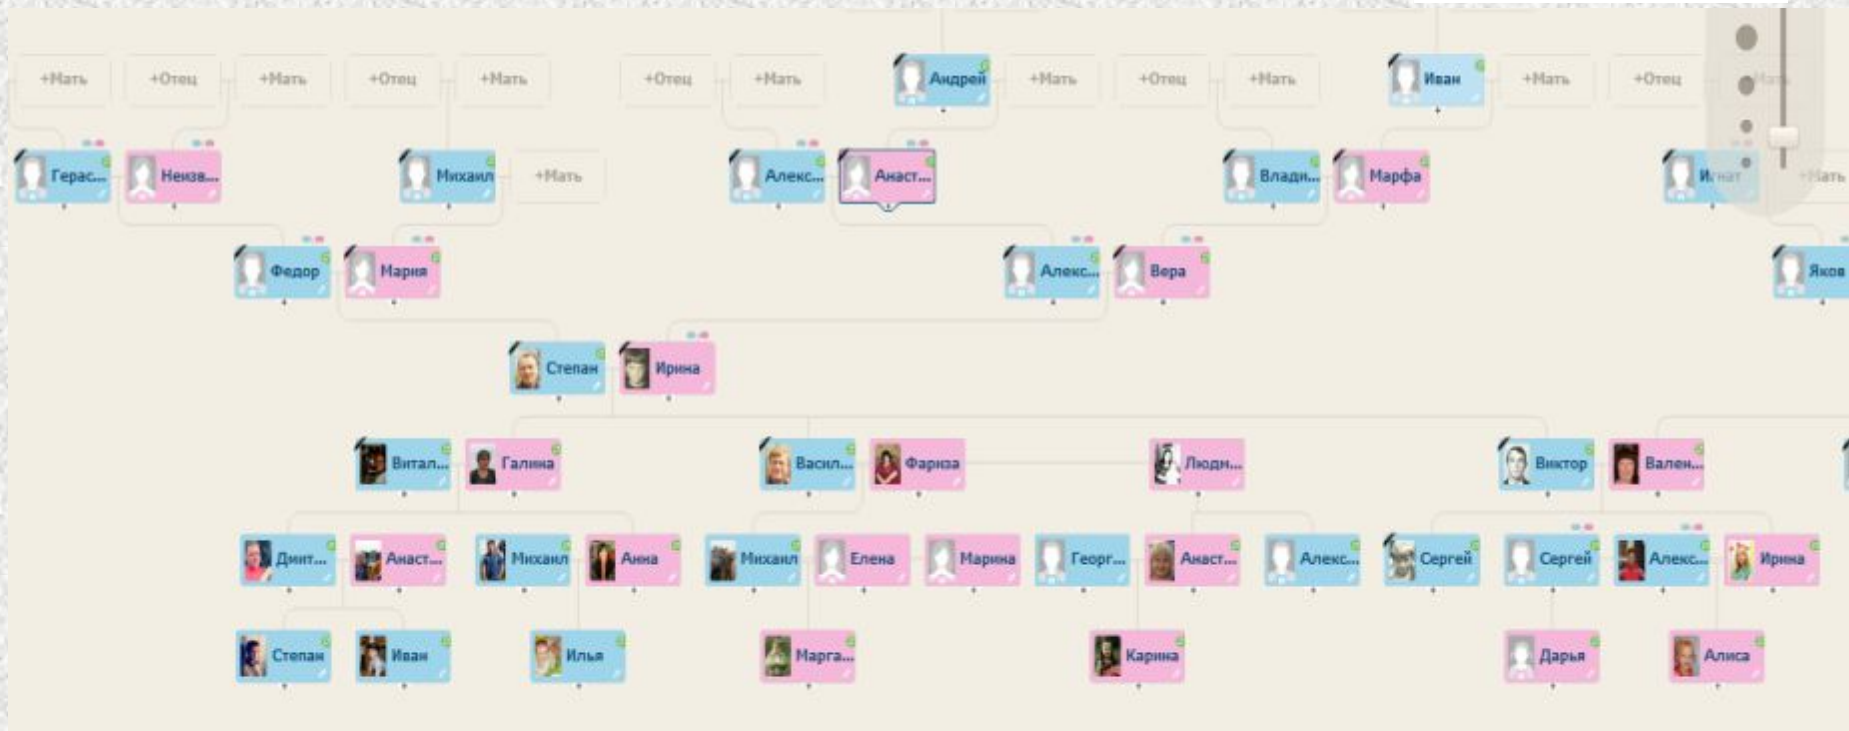 +Мать +Отец +Мать +Отец +Мать +Отец +Мать Андрей +Мать +Отец +Мать Иван +Мать +Отец +Мать
Герас... Неизв... Михаил +Мать Алекс... Анаст... Влади... Марфа Игнат +Мать
Федор Мария Алекс... Вера Яков
Степан Ирина
Витал... Галина Васил... Фариза Людм... Виктор Вален...
Дмит... Анаст... Михаил Анна Михаил Елена Марина Георг... Анаст... Алекс... Сергей Сергей Алекс... Ирина
Степан Иван Илья Марга... Карина Дарья Алиса